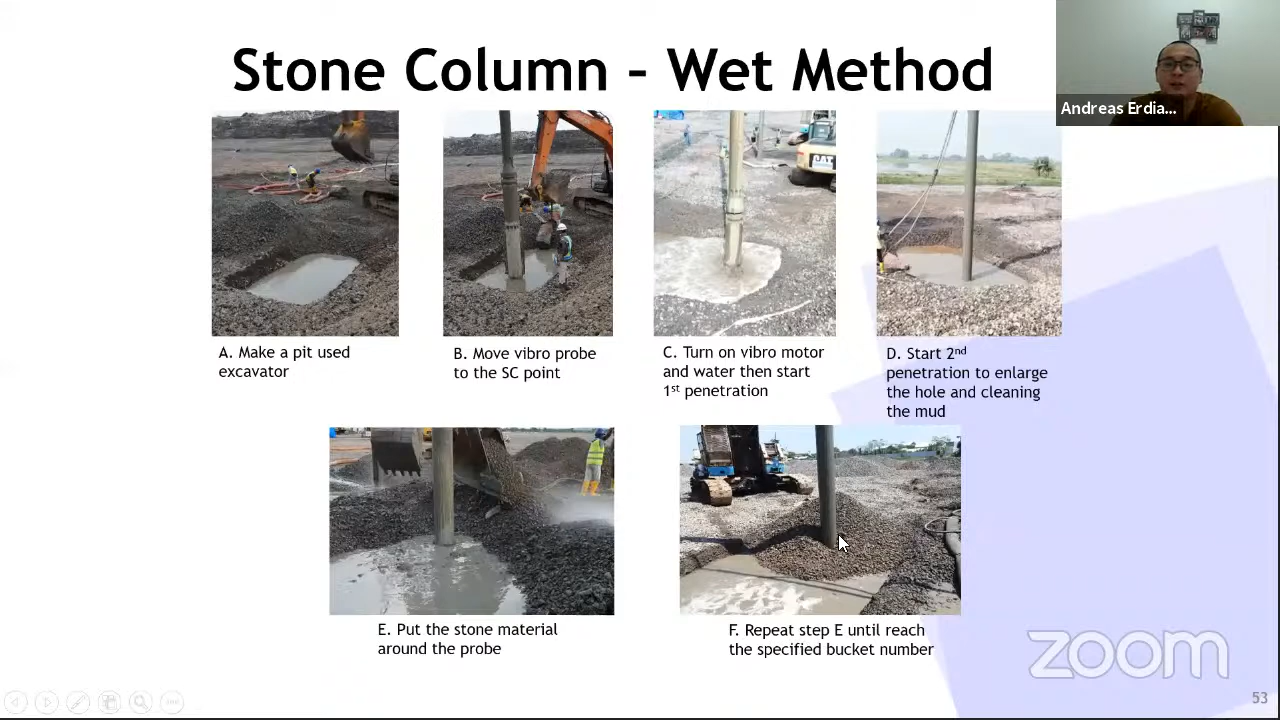 Stone Column – Wet Method
Andreas Erdia...
A. Make a pit used
excavator
B. Move vibro probe
to the SC point
C. Turn on vibro motor
and water then start
1st penetration
D. Start 2nd
penetration to enlarge
the hole and cleaning
the mud
CAT
E. Put the stone material
around the probe
F. Repeat step E until reach
the specified bucket number
zoom
53